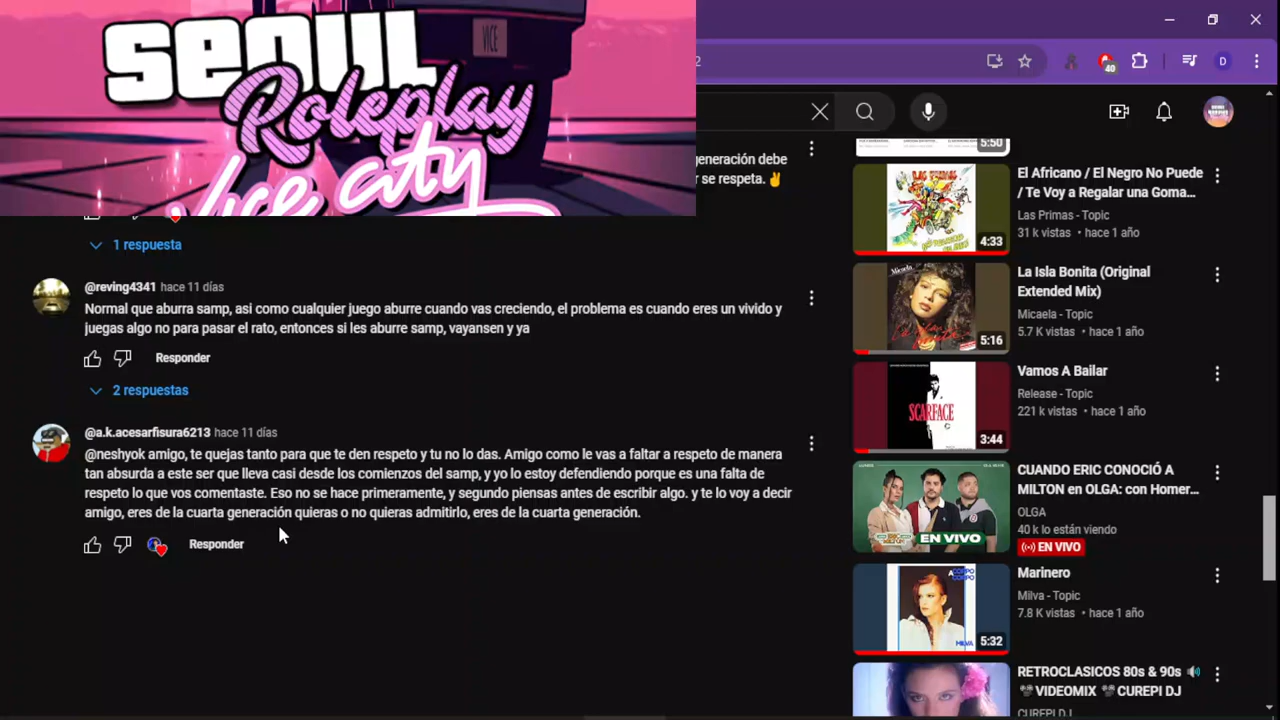 SEOUL
Roleplay
Vice city
VICE
2
40
D
generación debe
r se respeta.✌
1 respuesta
@reving4341 hace 11 días
Normal que aburra samp, asi como cualquier juego aburre cuando vas creciendo, el problema es cuando eres un vivido y
juegas algo no para pasar el rato, entonces si les aburre samp, vayansen y ya
Responder
2 respuestas
@a.k.acesarfisura6213 hace 11 días
@neshyok amigo, te quejas tanto para que te den respeto y tu no lo das. Amigo como le vas a faltar a respeto de manera
tan absurda a este ser que lleva casi desde los comienzos del samp, y yo lo estoy defendiendo porque es una falta de
respeto lo que vos comentaste. Eso no se hace primeramente, y segundo piensas antes de escribir algo. y te lo voy a decir
amigo, eres de la cuarta generación quieras o no quieras admitirlo, eres de la cuarta generación.
Responder
5:50
El Africano / El Negro No Puede
/ Te Voy a Regalar una Goma...
Las Primas - Topic
31 k vistas • hace 1 año
4:33
La Isla Bonita (Original
Extended Mix)
Micaela - Topic
5.7 K vistas • hace 1 año
Micaela
5:16
Vamos A Bailar
Release - Topic
221 k vistas • hace 1 año
SCARFACE
3:44
CUANDO ERIC CONOCIÓ A
MILTON en OLGA: con Homer...
OLGA
40 k lo están viendo
EN VIVO
EN VIVO
Marinero
Milva - Topic
7.8 K vistas • hace 1 año
MILVA
5:32
RETROCLASICOS 80s & 90s 🔊
📽VIDEOMIX 📽CUREPI DJ
CUREPI DJ